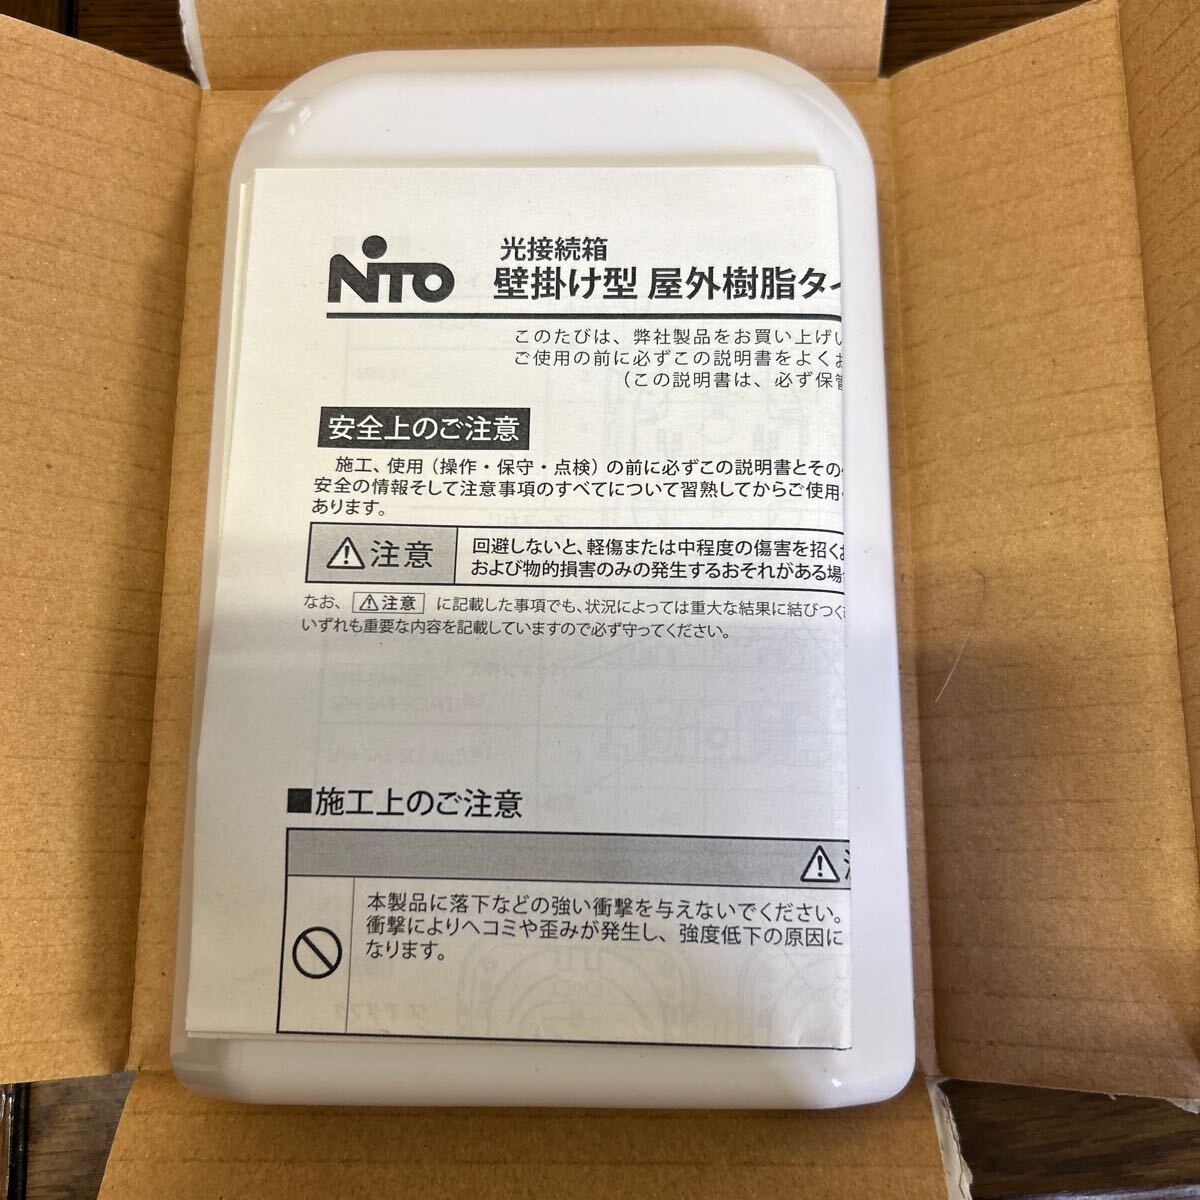 NiTO
光接続箱
壁掛け型 屋外樹脂タイ
このたびは、弊社製品をお買い上げい
ご使用の前に必ずこの説明書をよくお
（この説明書は、必ず保管
安全上のご注意
施工、使用（操作・保守・点検）の前に必ずこの説明書とその
安全の情報そして注意事項のすべてについて習熟してからご使用
あります。
注意
回避しないと、軽傷または中程度の傷害を招くお
および物的損害のみの発生するおそれがある場
なお、 注意 に記載した事項でも、状況によっては重大な結果に結びつく
いずれも重要な内容を記載していますので必ず守ってください。
■施工上のご注意
本製品に落下などの強い衝撃を与えないでください。
衝撃によりヘコミや歪みが発生し、強度低下の原因に
なります。